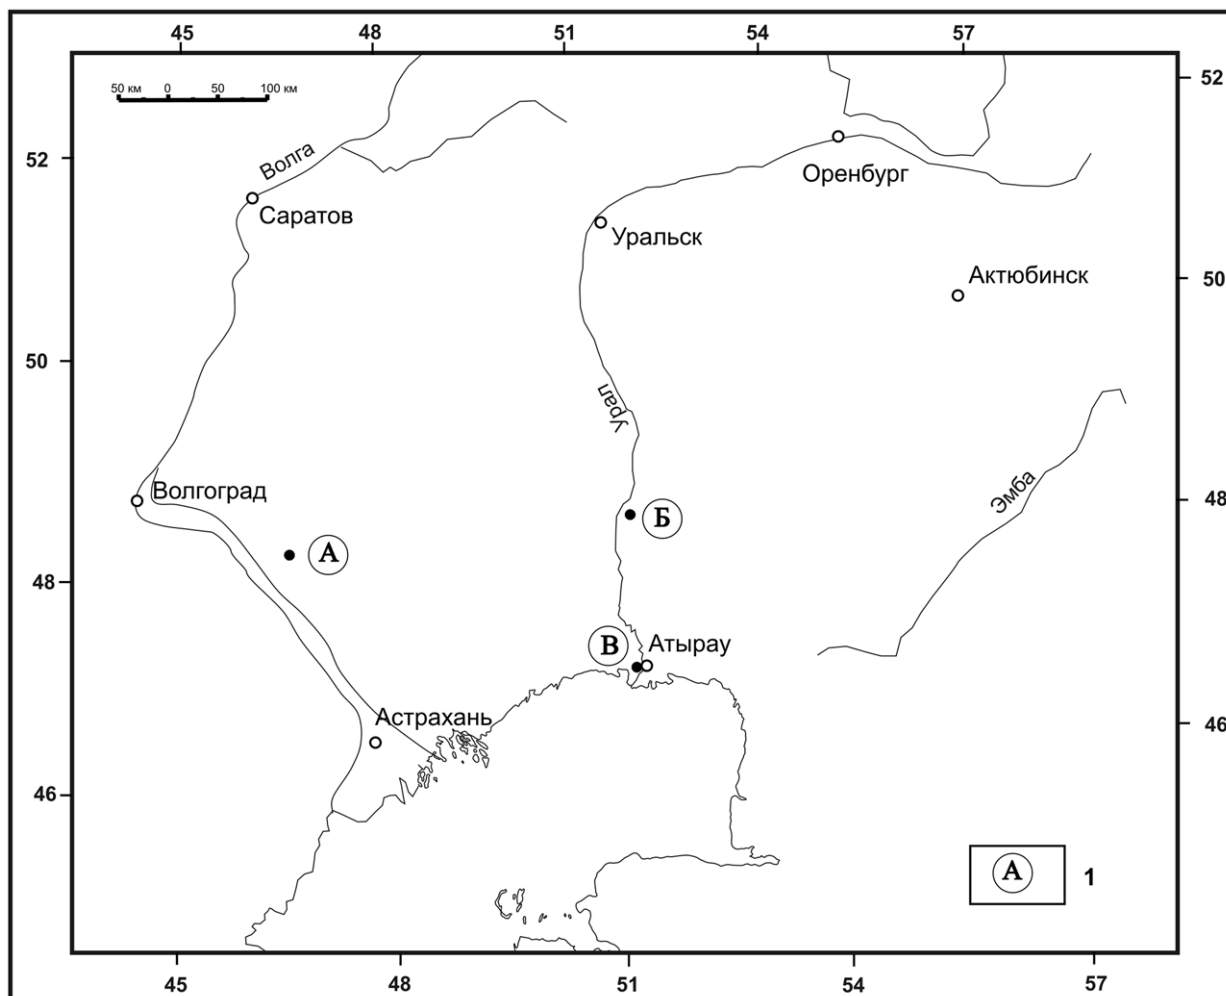 45 48 51 54 57
50 км 0 50 100 км
52
52
Волга
Оренбург
Саратов
Уральск
Актюбинск
50
50
Урал
Эмба
Волгоград
48
Б
А
48
В
Атырау
Астрахань
46
46
А 1
45 48 51 54 57